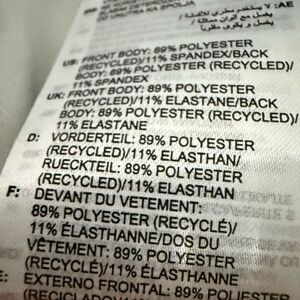 US: FRONT BODY: 89% POLYESTER
(RECYCLED)/11% SPANDEX/BACK
BODY: 89% POLYESTER (RECYCLED)/
11% SPANDEX
UK: FRONT BODY: 89% POLYESTER
(RECYCLED)/11% ELASTANE/BACK
BODY: 89% POLYESTER (RECYCLED)/
11% ELASTANE
D: VORDERTEIL: 89% POLYESTER
(RECYCLED)/11% ELASTHAN/
RUECKTEIL: 89% POLYESTER
(RECYCLED)/11% ELASTHAN
F: DEVANT DU VETEMENT:
89% POLYESTER (RECYCLÉ)/
11% ÉLASTHANNE/DOS DU
VÊTEMENT: 89% POLYESTER
(RECYCLÉ)/11% ÉLASTHANNE
E: EXTERNO FRONTAL: 89% POLIESTER